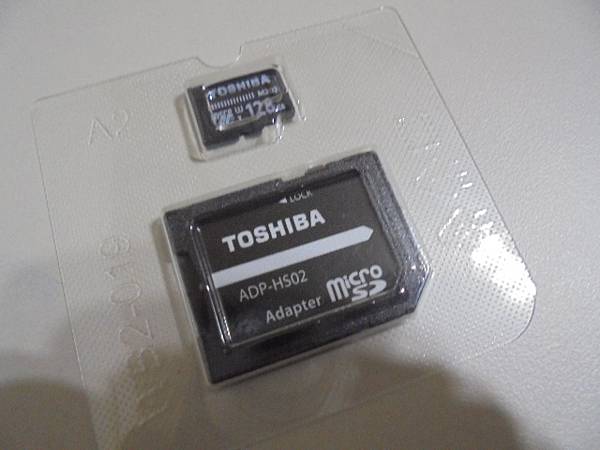 TOSHIBA
128
◀ LOCK
TOSHIBA
ADP-HS02
Adapter
micro
SD